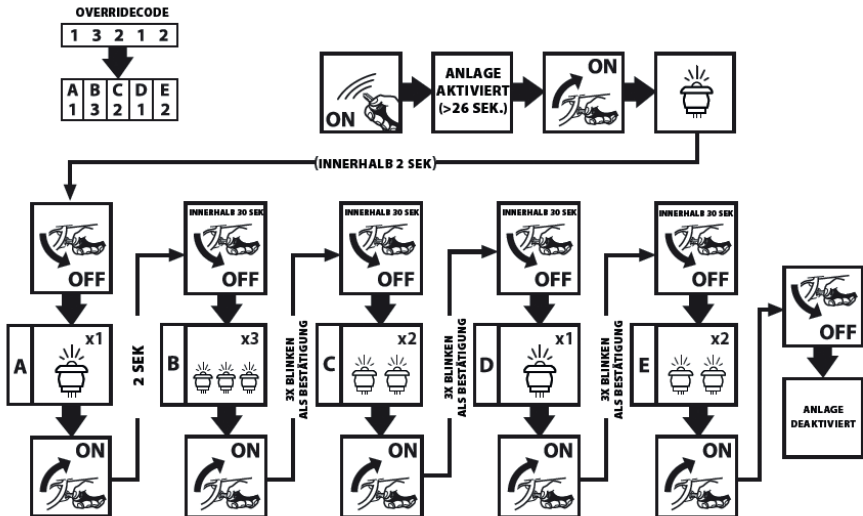 OVERRIDECODE
1 3 2 1 2
A B C D E
1 3 2 1 2
ON
ANLAGE
AKTIVIERT
(>26 SEK.)
ON
(INNERHALB 2 SEK)
OFF
INNERHALB 30 SEK
OFF
INNERHALB 30 SEK
OFF
INNERHALB 30 SEK
OFF
INNERHALB 30 SEK
OFF
OFF
A
x1
2 SEK
B
x3
3X BLINKEN
ALS BESTÄTIGUNG
C
x2
3X BLINKEN
ALS BESTÄTIGUNG
D
x1
3X BLINKEN
ALS BESTÄTIGUNG
E
x2
ANLAGE
DEAKTIVIERT
ON
ON
ON
ON
ON